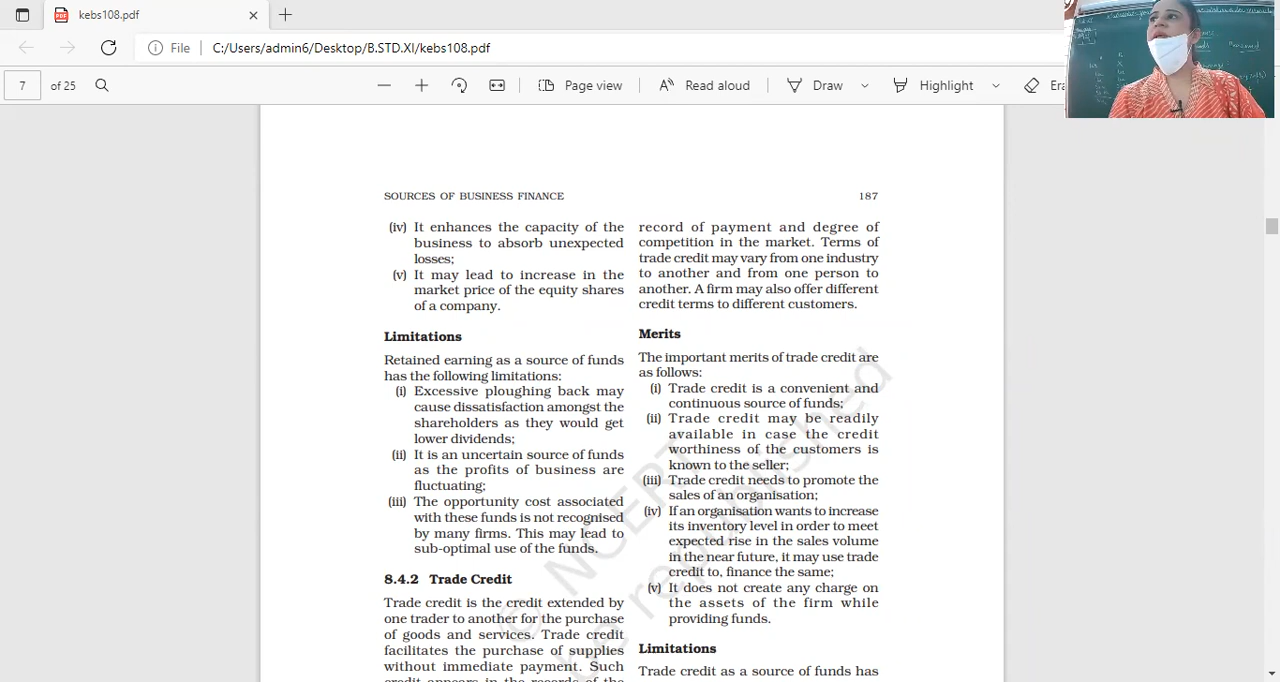 kebs108.pdf
File C:/Users/admin6/Desktop/B.STD.XI/kebs108.pdf
7 of 25 Page view Read aloud Draw Highlight Era
SOURCES OF BUSINESS FINANCE 187
(iv) It enhances the capacity of the
business to absorb unexpected
losses;
(v) It may lead to increase in the
market price of the equity shares
of a company.
Limitations
Retained earning as a source of funds
has the following limitations:
(i) Excessive ploughing back may
cause dissatisfaction amongst the
shareholders as they would get
lower dividends;
(ii) It is an uncertain source of funds
as the profits of business are
fluctuating;
(iii) The opportunity cost associated
with these funds is not recognised
by many firms. This may lead to
sub-optimal use of the funds.
8.4.2 Trade Credit
Trade credit is the credit extended by
one trader to another for the purchase
of goods and services. Trade credit
facilitates the purchase of supplies
without immediate payment. Such
credit appears in the records of the
record of payment and degree of
competition in the market. Terms of
trade credit may vary from one industry
to another and from one person to
another. A firm may also offer different
credit terms to different customers.
Merits
The important merits of trade credit are
as follows:
(i) Trade credit is a convenient and
continuous source of funds;
(ii) Trade credit may be readily
available in case the credit
worthiness of the customers is
known to the seller;
(iii) Trade credit needs to promote the
sales of an organisation;
(iv) If an organisation wants to increase
its inventory level in order to meet
expected rise in the sales volume
in the near future, it may use trade
credit to, finance the same;
(v) It does not create any charge on
the assets of the firm while
providing funds.
Limitations
Trade credit as a source of funds has
© NCERT
be republished